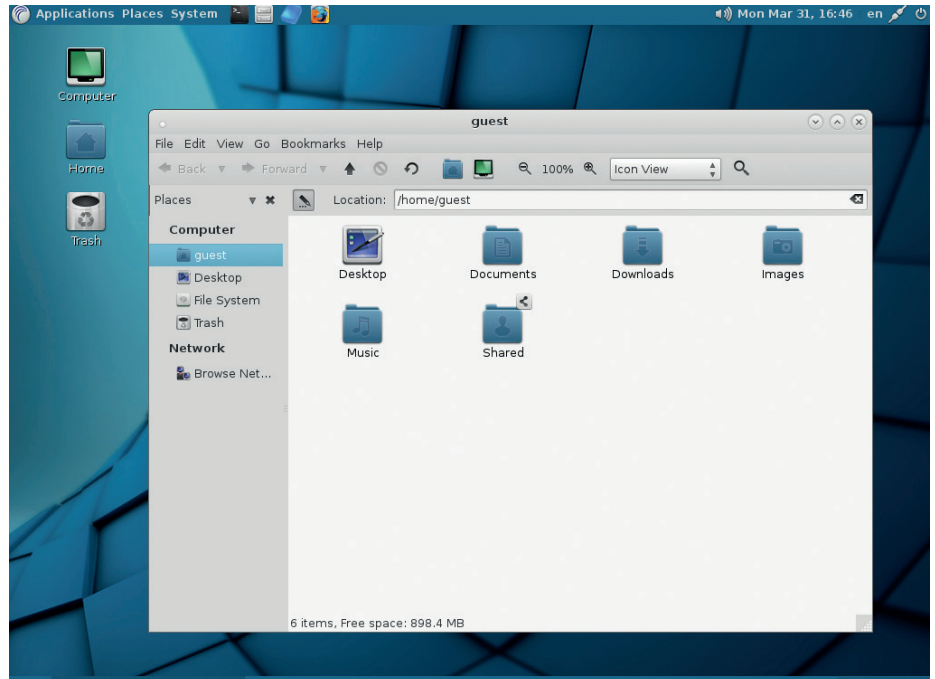 Applications Places System
Mon Mar 31, 16:46 en
Computer
Home
Trash
guest
File Edit View Go Bookmarks Help
Back Forward 100% Icon View
Places Location: /home/guest
Computer
guest
Desktop
File System
Trash
Network
Browse Net...
Desktop Documents Downloads Images
Music Shared
6 items, Free space: 898.4 MB